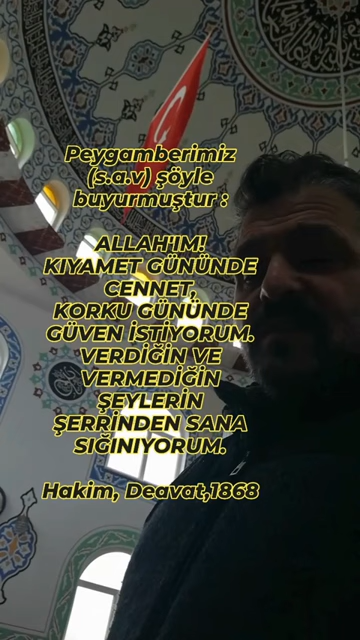 Peygamberimiz
(s.a.v) şöyle
buyurmuştur :
ALLAH'IM!
KIYAMET GÜNÜNDE
CENNET,
KORKU GÜNÜNDE
GÜVEN İSTİYORUM.
VERDİĞİN VE
VERMEDİĞİN
ŞEYLERİN
ŞERRİNDEN SANA
SIĞINIYORUM.
Hakim, Deavat,1868